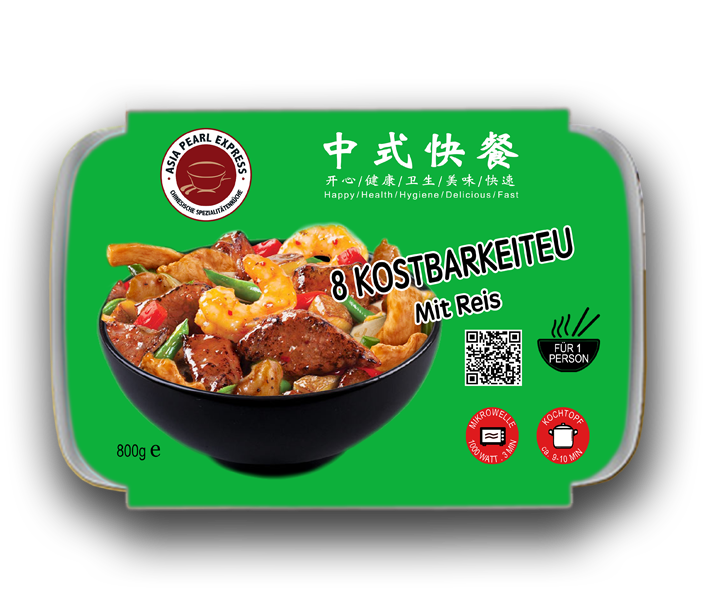 ASIA PEARL EXPRESS
CHINESISCHE SPEZIALITÄTENKÜCHE
中式快餐
开心/健康/卫生/美味/快速
Happy/Health/Hygiene/Delicious/Fast
8 KOSTBARKEITEU
Mit Reis
FÜR 1
PERSON
MIKROWELLE
1000 WATT . 3 MIN
KOCHTOPF
ca. 9-10 MIN
800g e